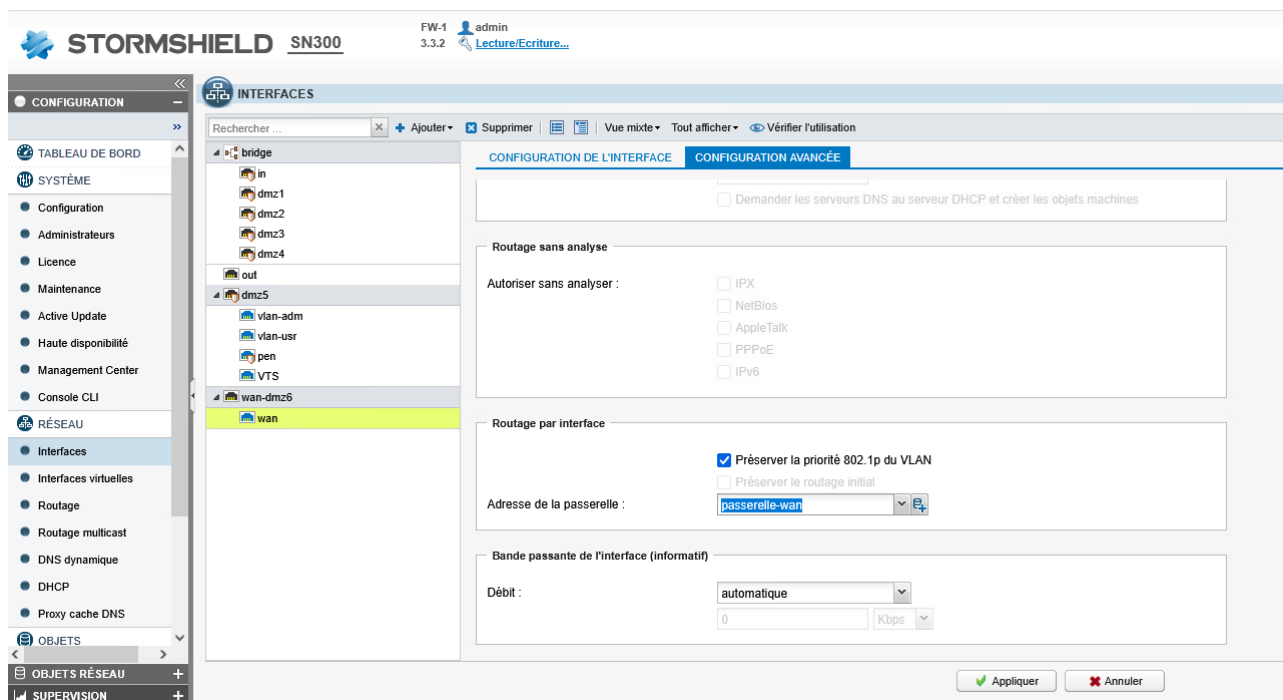 STORMSHIELD SN300
FW-1 admin
3.3.2 Lecture/Ecriture...
CONFIGURATION
TABLEAU DE BORD
SYSTÈME
Configuration
Administrateurs
Licence
Maintenance
Active Update
Haute disponibilité
Management Center
Console CLI
RÉSEAU
Interfaces
Interfaces virtuelles
Routage
Routage multicast
DNS dynamique
DHCP
Proxy cache DNS
OBJETS
OBJETS RÉSEAU
SUPERVISION
INTERFACES
Rechercher ... Ajouter Supprimer Vue mixte Tout afficher Vérifier l'utilisation
bridge
in
dmz1
dmz2
dmz3
dmz4
out
dmz5
vlan-adm
vlan-usr
pen
VTS
wan-dmz6
wan
CONFIGURATION DE L'INTERFACE CONFIGURATION AVANCÉE
Demander les serveurs DNS au serveur DHCP et créer les objets machines
Routage sans analyse
Autoriser sans analyser : IPX
NetBios
AppleTalk
PPPoE
IPv6
Routage par interface
Préserver la priorité 802.1p du VLAN
Préserver le routage initial
Adresse de la passerelle : passerelle-wan
Bande passante de l'interface (informatif)
Débit : automatique
0 Kbps
Appliquer Annuler